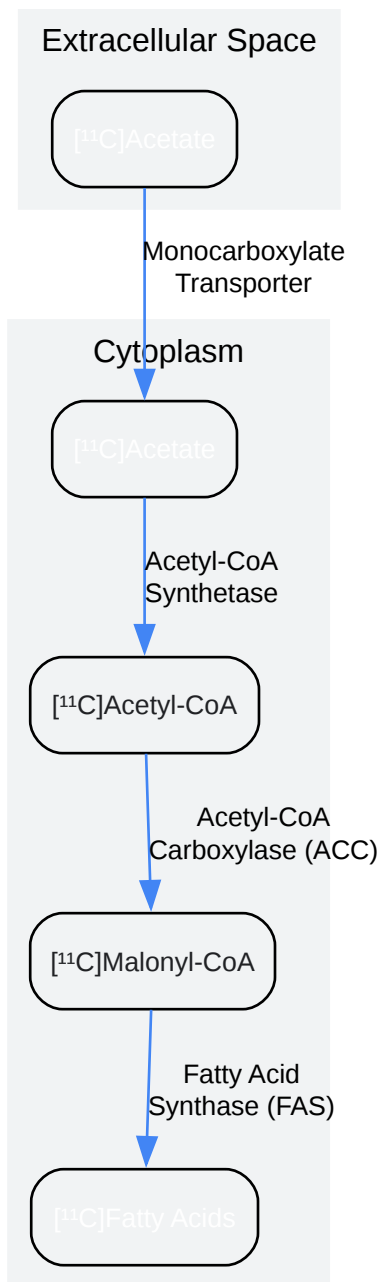 Extracellular Space
[¹¹C]Acetate
Monocarboxylate
Transporter
Cytoplasm
[¹¹C]Acetate
Acetyl-CoA
Synthetase
[¹¹C]Acetyl-CoA
Acetyl-CoA
Carboxylase (ACC)
[¹¹C]Malonyl-CoA
Fatty Acid
Synthase (FAS)
[¹¹C]Fatty Acids